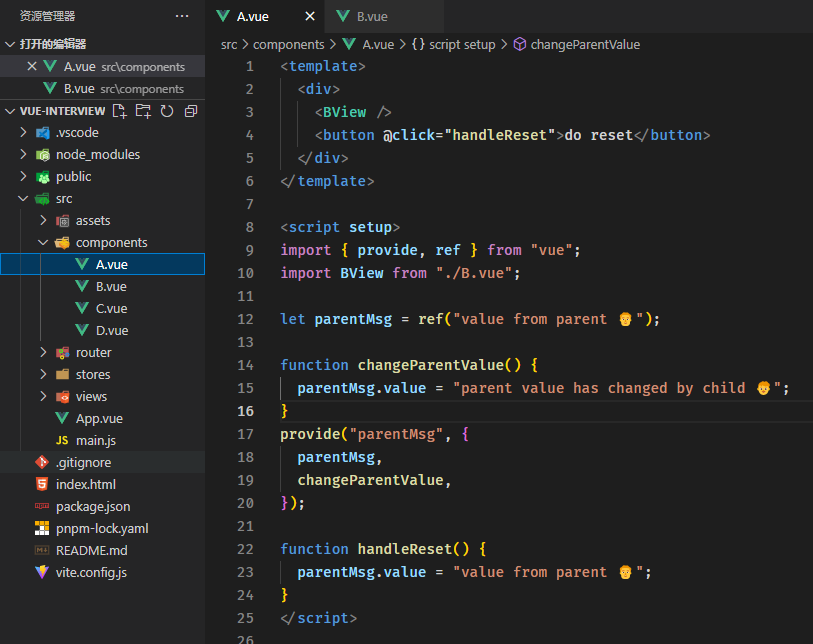 资源管理器
打开的编辑器
A.vue src\components
B.vue src\components
VUE-INTERVIEW
.vscode
node_modules
public
src
assets
components
A.vue
B.vue
C.vue
D.vue
router
stores
views
App.vue
JS main.js
.gitignore
index.html
package.json
pnpm-lock.yaml
README.md
vite.config.js
A.vue
B.vue
src > components > A.vue > {} script setup > changeParentValue
1 <template>
2 <div>
3 <BView />
4 <button @click="handleReset">do reset</button>
5 </div>
6 </template>
7
8 <script setup>
9 import { provide, ref } from "vue";
10 import BView from "./B.vue";
11
12 let parentMsg = ref("value from parent 👨");
13
14 function changeParentValue() {
15 parentMsg.value = "parent value has changed by child 👦";
16 }
17 provide("parentMsg", {
18 parentMsg,
19 changeParentValue,
20 });
21
22 function handleReset() {
23 parentMsg.value = "value from parent 👨";
24 }
25 </script>
26